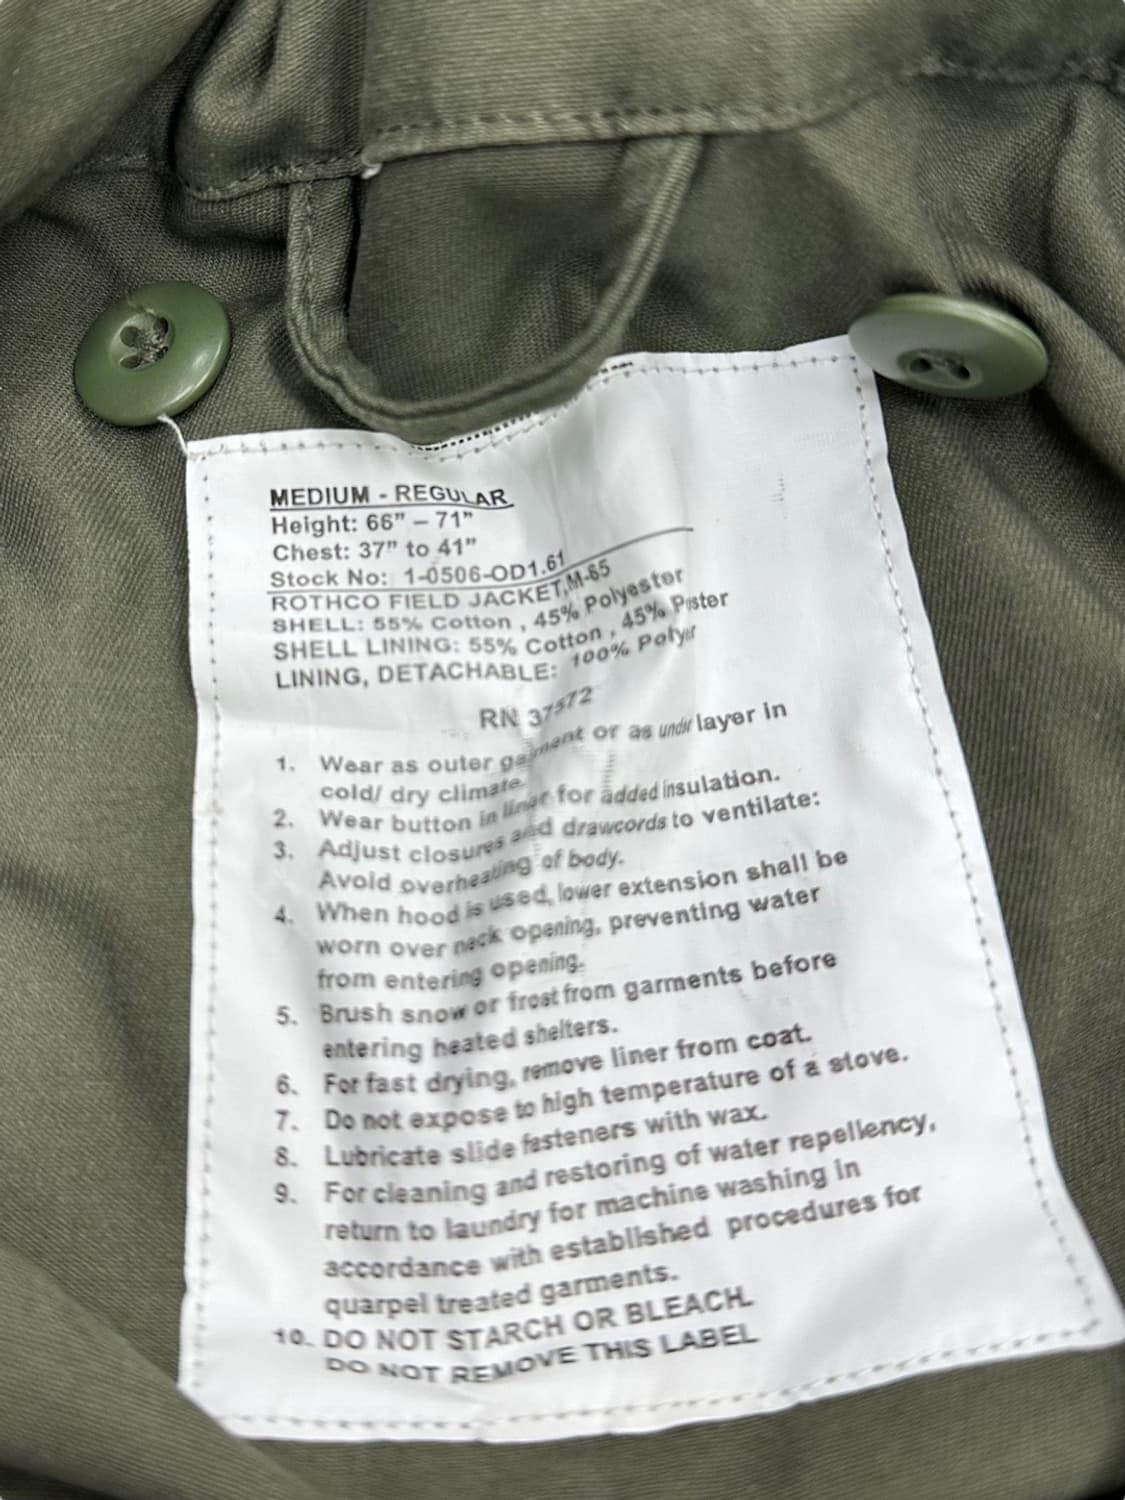 MEDIUM - REGULAR
Height: 66" – 71"
Chest: 37" to 41"
Stock No: 1-0506-OD1.61
ROTHCO FIELD JACKET,M-65
SHELL: 55% Cotton , 45% Polyester
SHELL LINING: 55% Cotton , 45%
LINING, DETACHABLE: 100%
RN 37572
1. Wear as outer garment or as under layer in
cold/ dry climate.
2. Wear button in liner for added insulation.
3. Adjust closures and drawcords to ventilate:
Avoid overheating of body.
4. When hood is used, lower extension shall be
worn over neck opening, preventing water
from entering opening.
5. Brush snow or frost from garments before
entering heated shelters.
6. For fast drying, remove liner from coat.
7. Do not expose to high temperature of a stove.
8. Lubricate slide fasteners with wax.
9. For cleaning and restoring of water repellency,
return to laundry for machine washing in
accordance with established procedures for
quarpel treated garments.
10. DO NOT STARCH OR BLEACH.
DO NOT REMOVE THIS LABEL